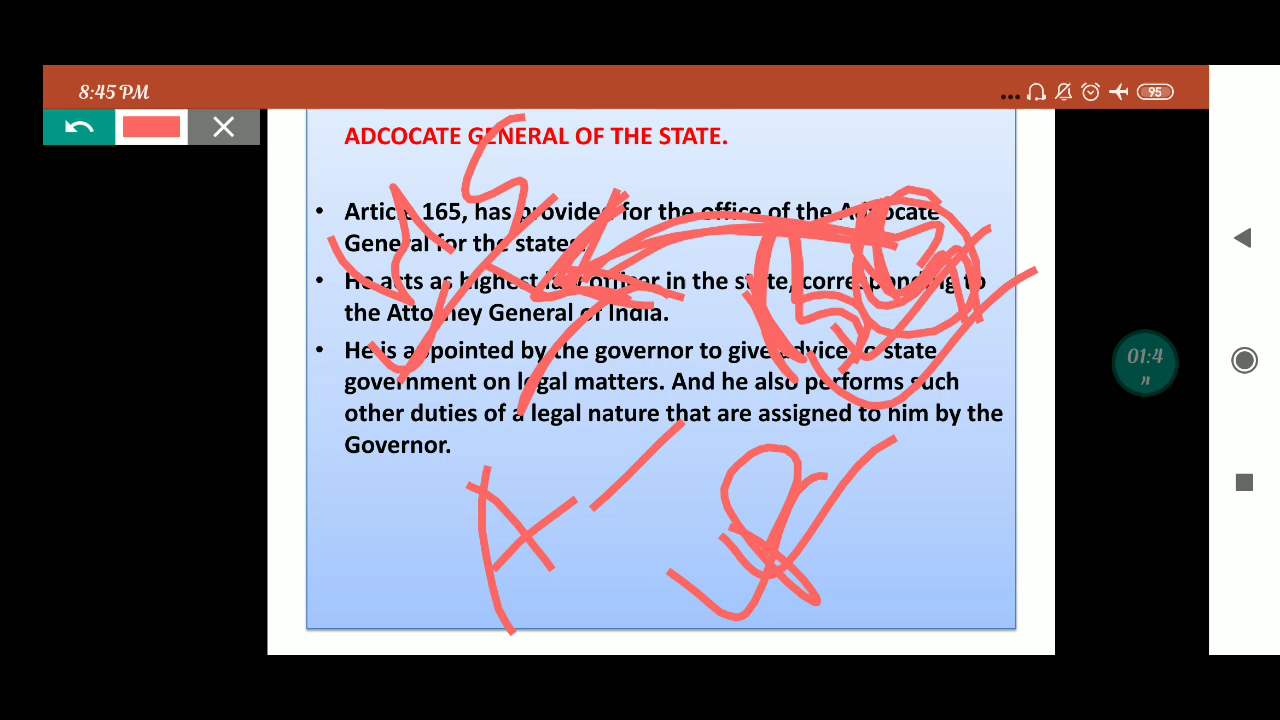 8:45 PM
95
ADCOCATE GENERAL OF THE STATE.
• Article 165, has provided for the office of the Advocate
General for the states.
• He acts as highest law officer in the state, corresponding to
the Attorney General of India.
• He is appointed by the governor to give advice to state
government on legal matters. And he also performs such
other duties of a legal nature that are assigned to him by the
Governor.
01:4